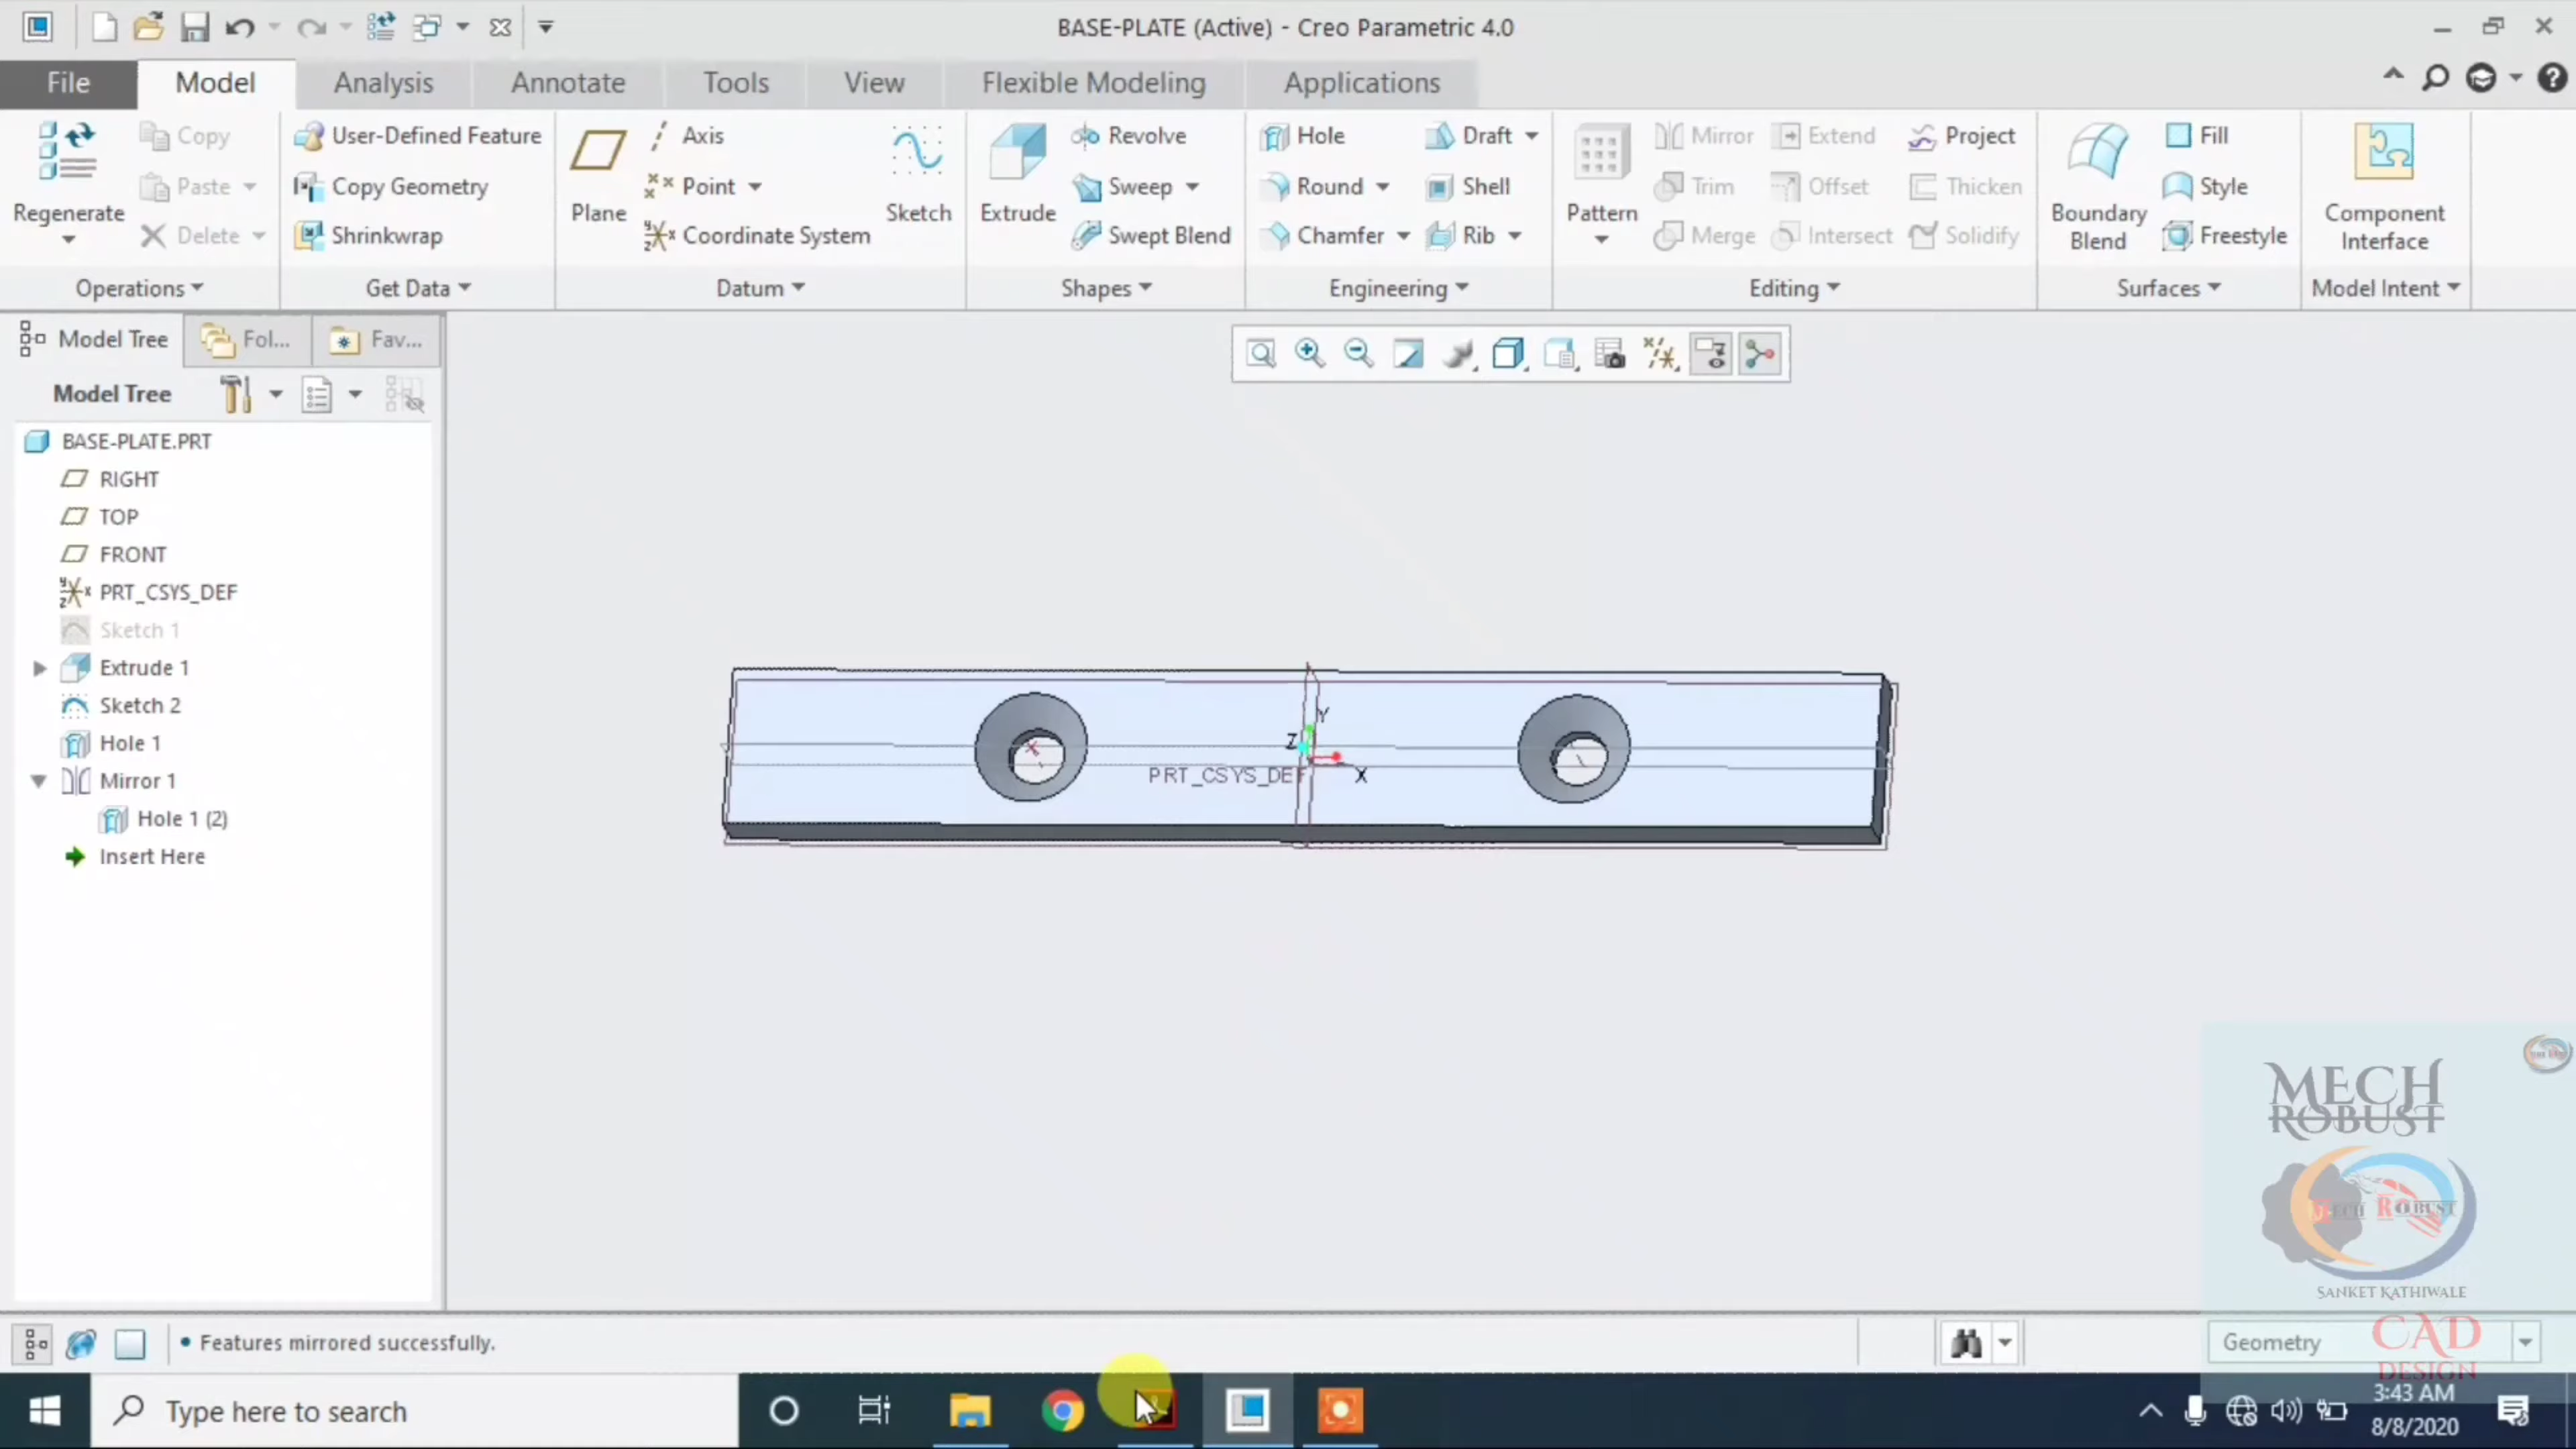 BASE-PLATE (Active) - Creo Parametric 4.0
File Model Analysis Annotate Tools View Flexible Modeling Applications
Regenerate
Copy
Paste
Delete
Operations
User-Defined Feature
Copy Geometry
Shrinkwrap
Get Data
Plane
Axis
Point
Coordinate System
Sketch
Datum
Extrude
Revolve
Sweep
Swept Blend
Shapes
Hole
Round
Chamfer
Draft
Shell
Rib
Engineering
Pattern
Mirror
Trim
Merge
Extend
Offset
Intersect
Project
Thicken
Solidify
Editing
Boundary
Blend
Fill
Style
Freestyle
Surfaces
Component
Interface
Model Intent
Model Tree Fol... Fav...
Model Tree
BASE-PLATE.PRT
RIGHT
TOP
FRONT
PRT_CSYS_DEF
Sketch 1
Extrude 1
Sketch 2
Hole 1
Mirror 1
Hole 1 (2)
Insert Here
Y
Z
X
PRT_CSYS_DEF
MECH
ROBUST
MECH ROBUST
SANKET KATHIWALE
CAD
DESIGN
Features mirrored successfully.
Geometry
Type here to search
3:43 AM
8/8/2020